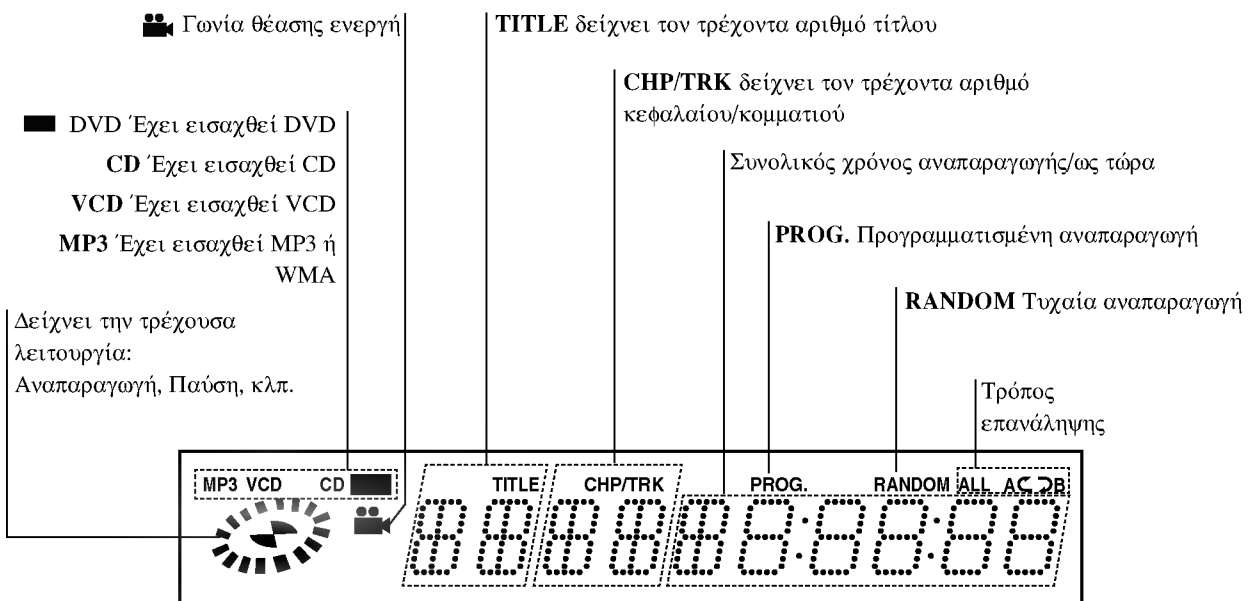 Γωνία θέασης ενεργή
TITLE δείχνει τον τρέχοντα αριθμό τίτλου
CHP/TRK δείχνει τον τρέχοντα αριθμό
κεφαλαίου/κομματιού
DVD Έχει εισαχθεί DVD
CD Έχει εισαχθεί CD
VCD Έχει εισαχθεί VCD
MP3 Έχει εισαχθεί MP3 ή
WMA
Συνολικός χρόνος αναπαραγωγής/ως τώρα
PROG. Προγραμματισμένη αναπαραγωγή
RANDOM Τυχαία αναπαραγωγή
Δείχνει την τρέχουσα
λειτουργία:
Αναπαραγωγή, Παύση, κλπ.
Τρόπος
επανάληψης
MP3 VCD CD TITLE CHP/TRK PROG. RANDOM ALL A B